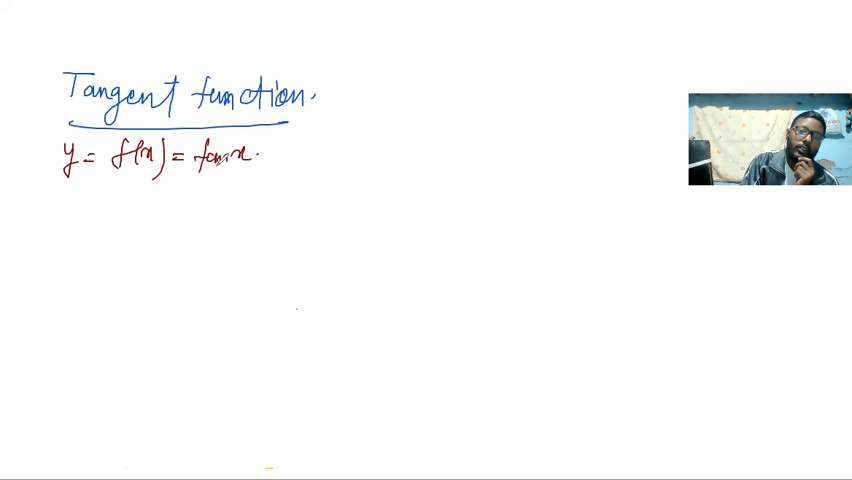 Tangent function.
y = f(x) = tanx.